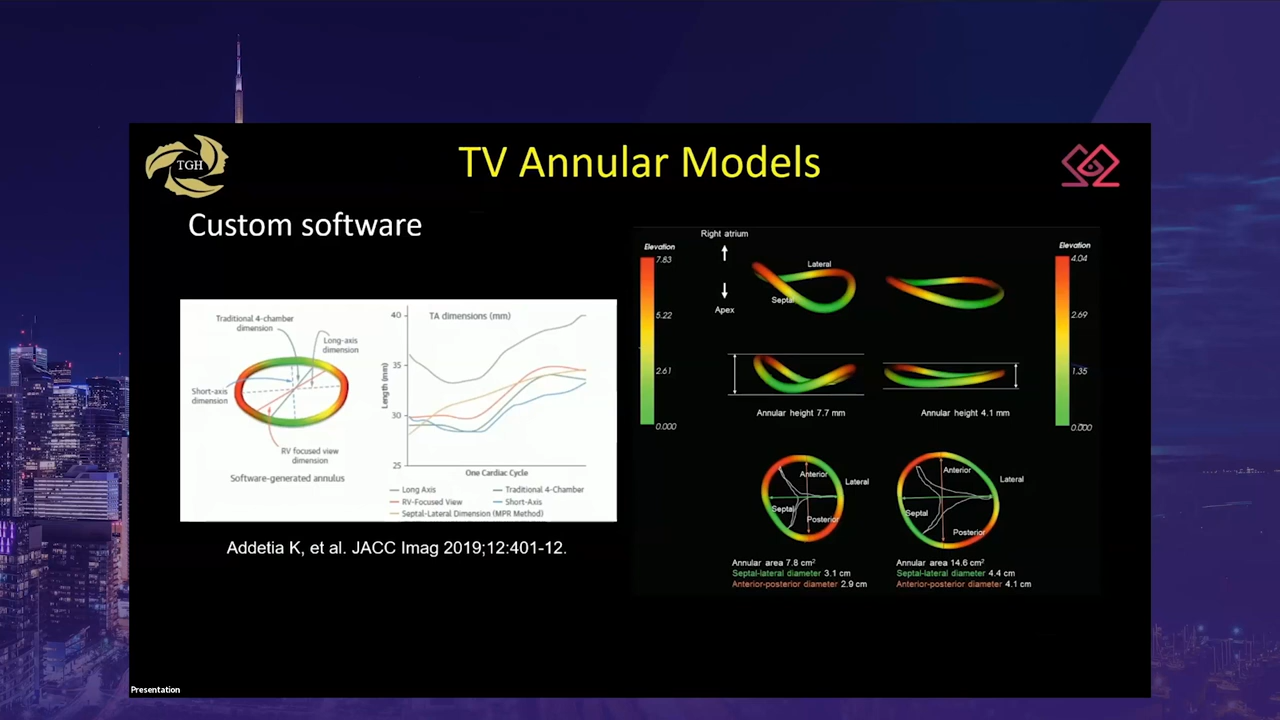 TGH
TV Annular Models
Custom software
Traditional 4-chamber
dimension
Long-axis
dimension
Short-axis
dimension
RV focused view
dimension
Software-generated annulus
TA dimensions (mm)
40
35
30
25
Length (mm)
One Cardiac Cycle
Long Axis
Traditional 4-Chamber
RV-Focused View
Short-Axis
Septal-Lateral Dimension (MPR Method)
Addetia K, et al. JACC Imag 2019;12:401-12.
Elevation
7.83
5.22
2.61
0.000
Right atrium
Apex
Lateral
Septal
Elevation
4.04
2.69
1.35
0.000
Annular height 7.7 mm
Annular height 4.1 mm
Anterior
Lateral
Septal
Posterior
Anterior
Lateral
Septal
Posterior
Annular area 7.8 cm²
Septal-lateral diameter 3.1 cm
Anterior-posterior diameter 2.9 cm
Annular area 14.6 cm²
Septal-lateral diameter 4.4 cm
Anterior-posterior diameter 4.1 cm
Presentation